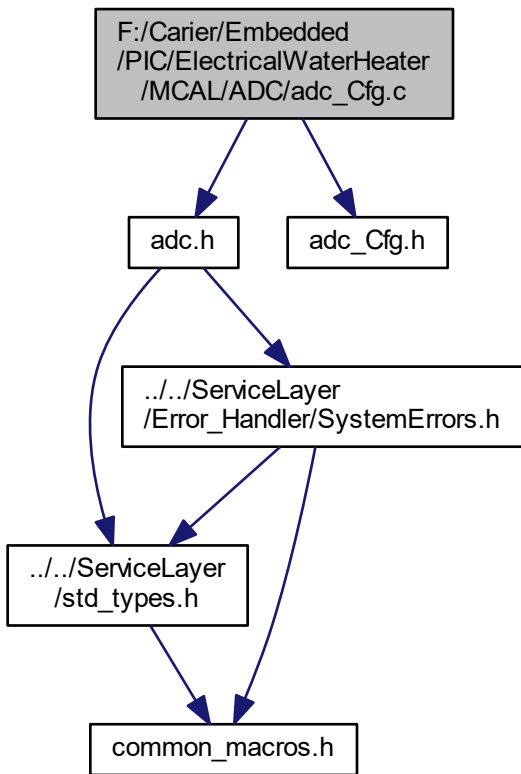 F:/Carier/Embedded
/PIC/ElectricalWaterHeater
/MCAL/ADC/adc_Cfg.c
adc.h
adc_Cfg.h
../../ServiceLayer
/Error_Handler/SystemErrors.h
../../ServiceLayer
/std_types.h
common_macros.h